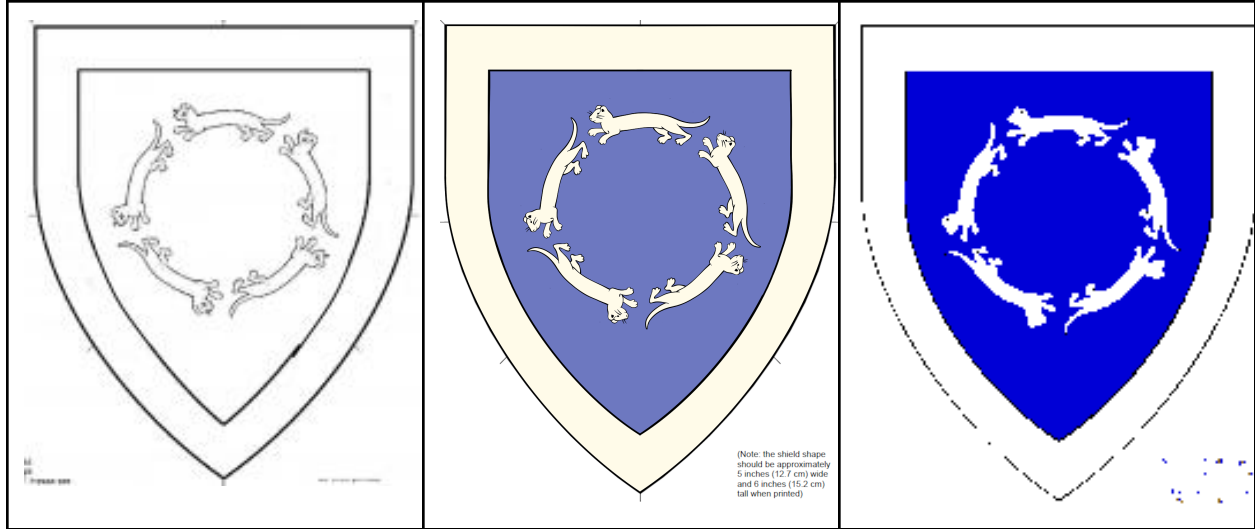 (Note: the shield shape
should be approximately
5 inches (12.7 cm) wide
and 6 inches (15.2 cm)
tall when printed)